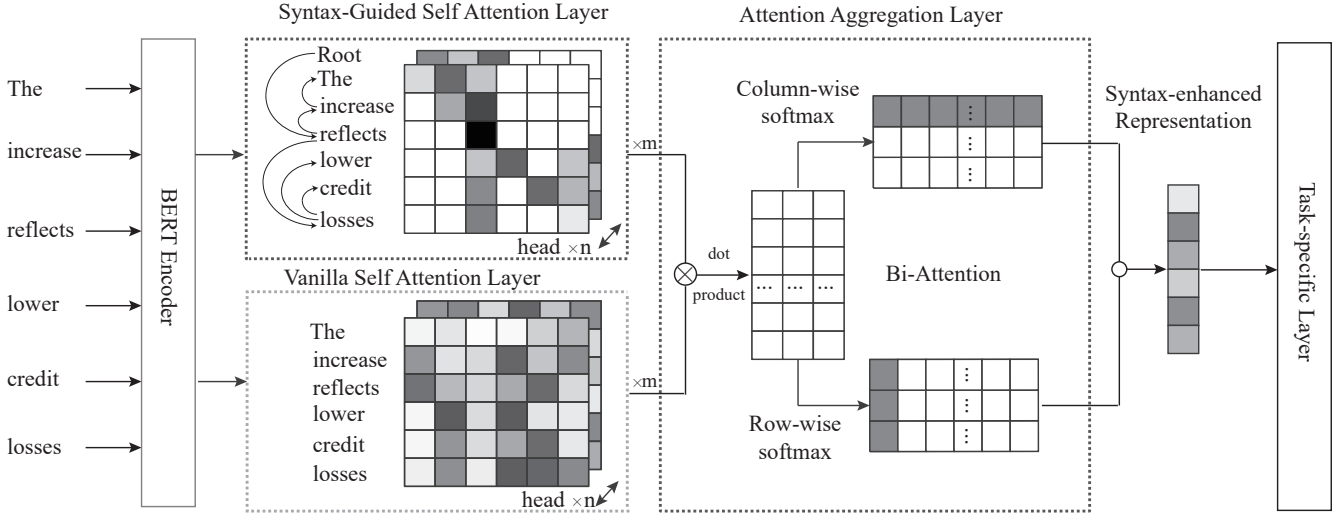 Syntax-Guided Self Attention Layer
Attention Aggregation Layer
The
increase
reflects
lower
credit
losses
BERT Encoder
Root
The
increase
reflects
lower
credit
losses
head ×n
×m
Vanilla Self Attention Layer
The
increase
reflects
lower
credit
losses
head ×n
×m
dot
product
Column-wise
softmax
⋮
... ... ...
Bi-Attention
Row-wise
softmax
⋮
⋮
⋮
Syntax-enhanced
Representation
Task-specific Layer